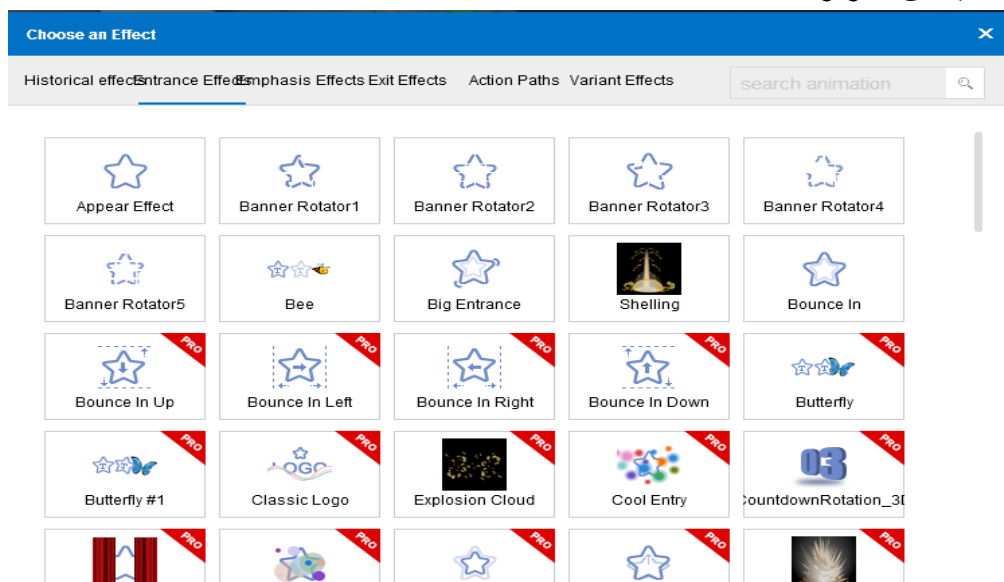 Choose an Effect ×
Historical effects Entrance Effects Emphasis Effects Exit Effects Action Paths Variant Effects search animation
Appear Effect Banner Rotator1 Banner Rotator2 Banner Rotator3 Banner Rotator4
Banner Rotator5 Bee Big Entrance Shelling Bounce In
PRO PRO PRO PRO PRO
Bounce In Up Bounce In Left Bounce In Right Bounce In Down Butterfly
PRO PRO PRO PRO PRO
LOGO 03
Butterfly #1 Classic Logo Explosion Cloud Cool Entry CountdownRotation_3D
PRO PRO PRO PRO PRO